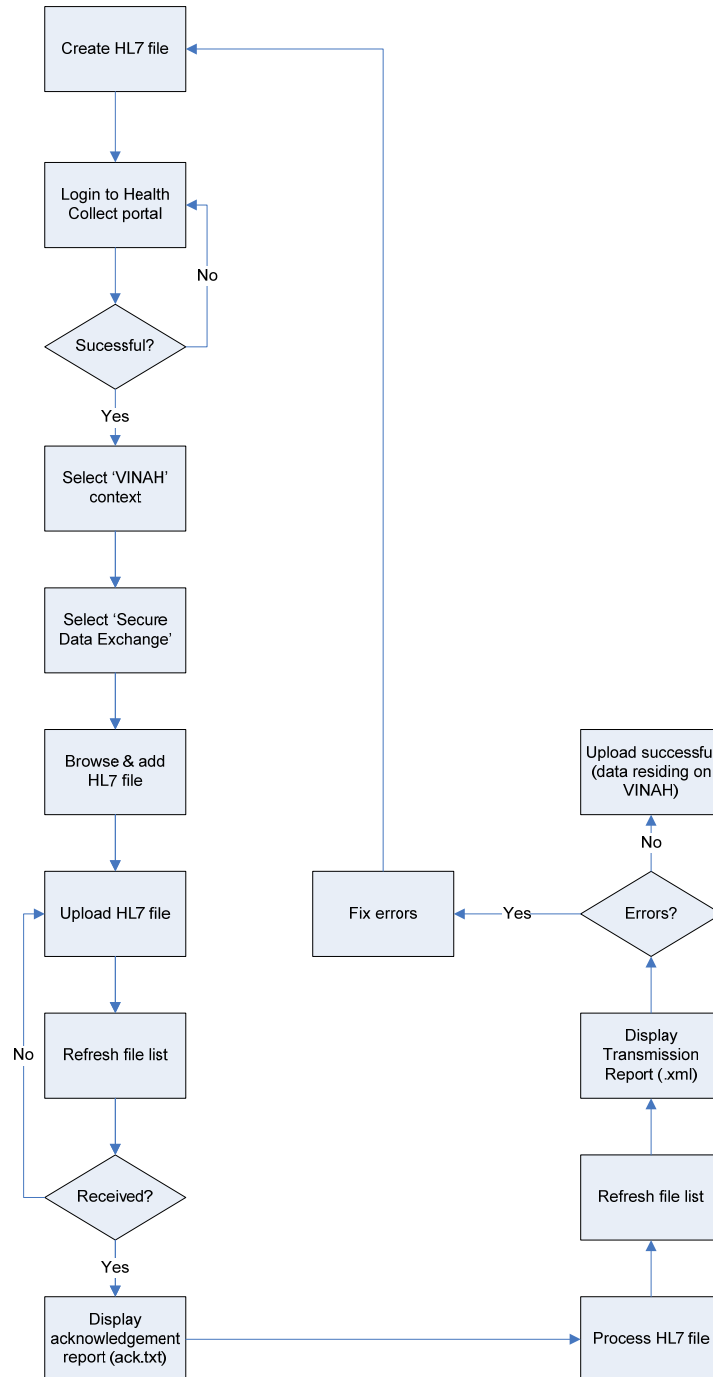 Create HL7 file
Login to Health
Collect portal
No
Sucessful?
Yes
Select ‘VINAH’
context
Select ‘Secure
Data Exchange’
Browse & add
HL7 file
Upload HL7 file
No
Refresh file list
Received?
Yes
Display
acknowledgement
report (ack.txt)
Process HL7 file
Refresh file list
Display
Transmission
Report (.xml)
Errors?
Yes
Fix errors
No
Upload successfu
(data residing on
VINAH)